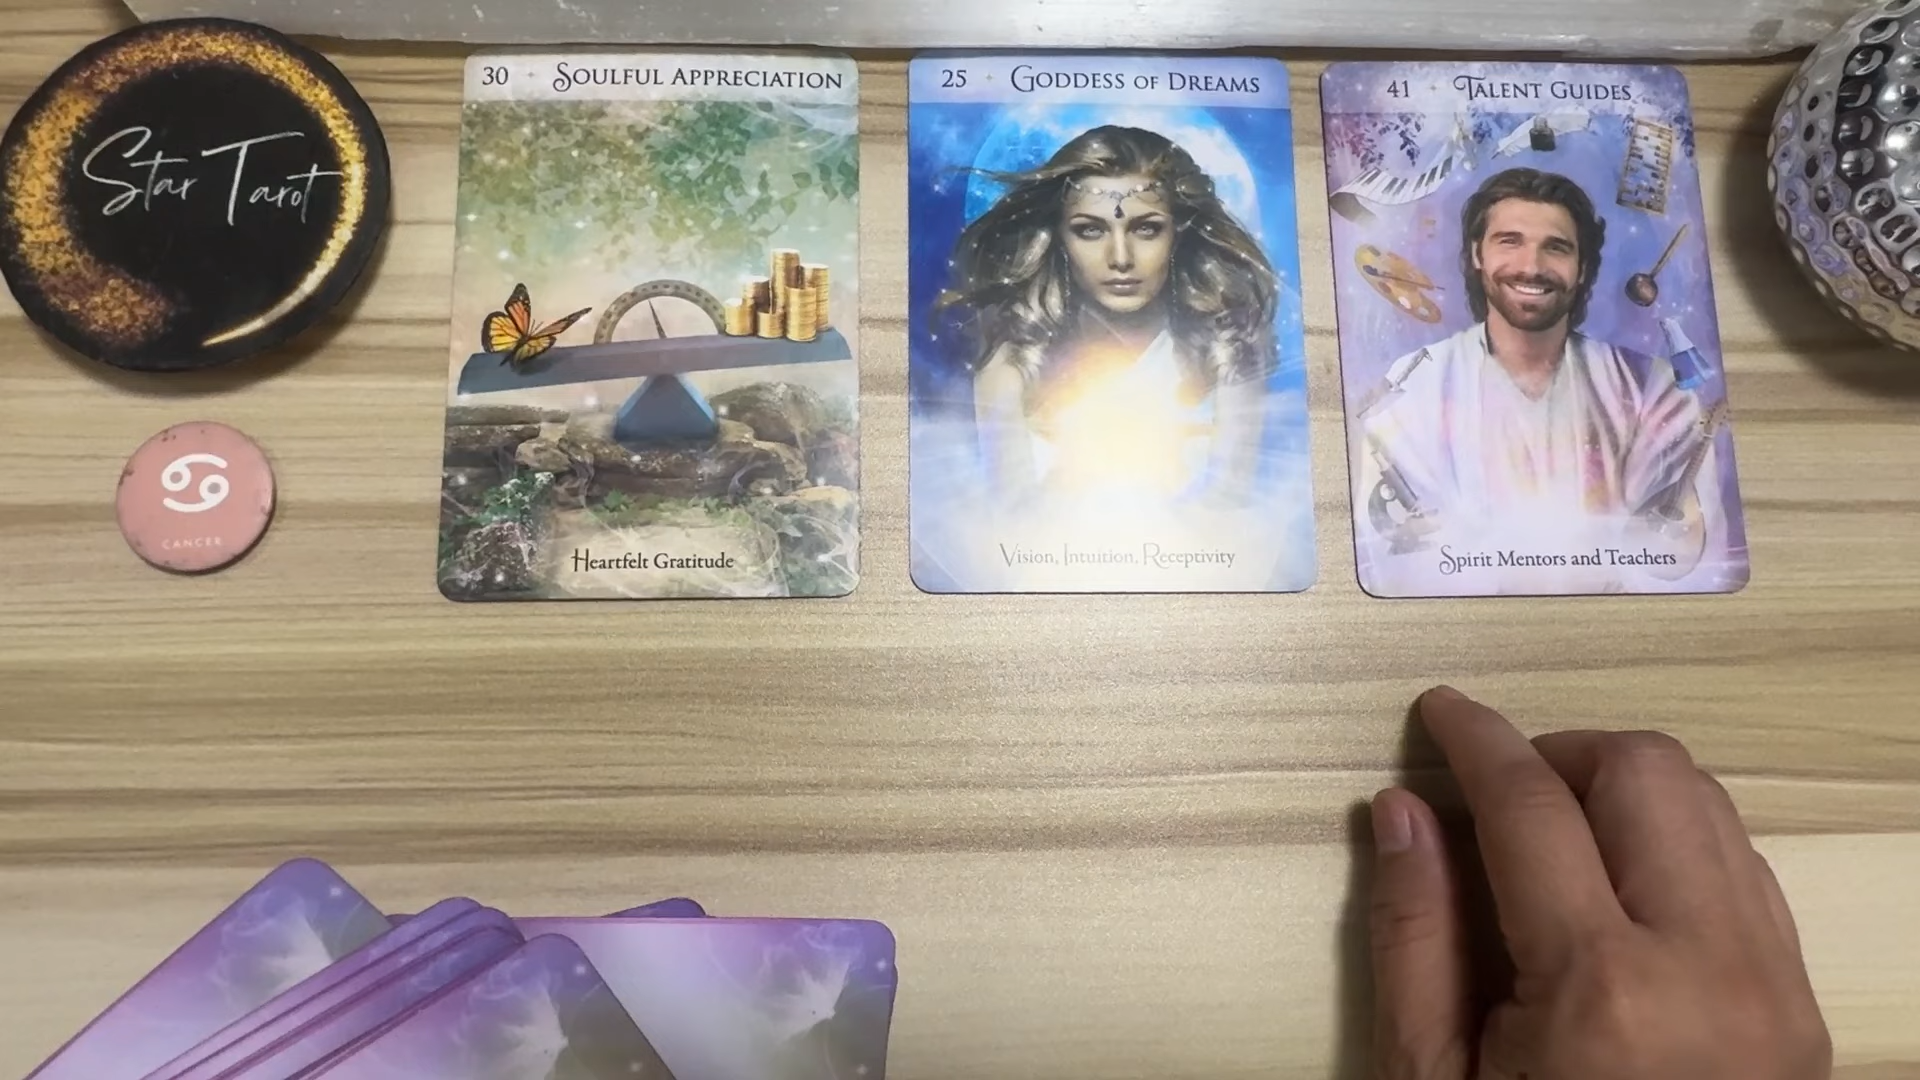 Star Tarot
CANCER
30 SOULFUL APPRECIATION
Heartfelt Gratitude
25 GODDESS OF DREAMS
Vision, Intuition, Receptivity
41 TALENT GUIDES
Spirit Mentors and Teachers